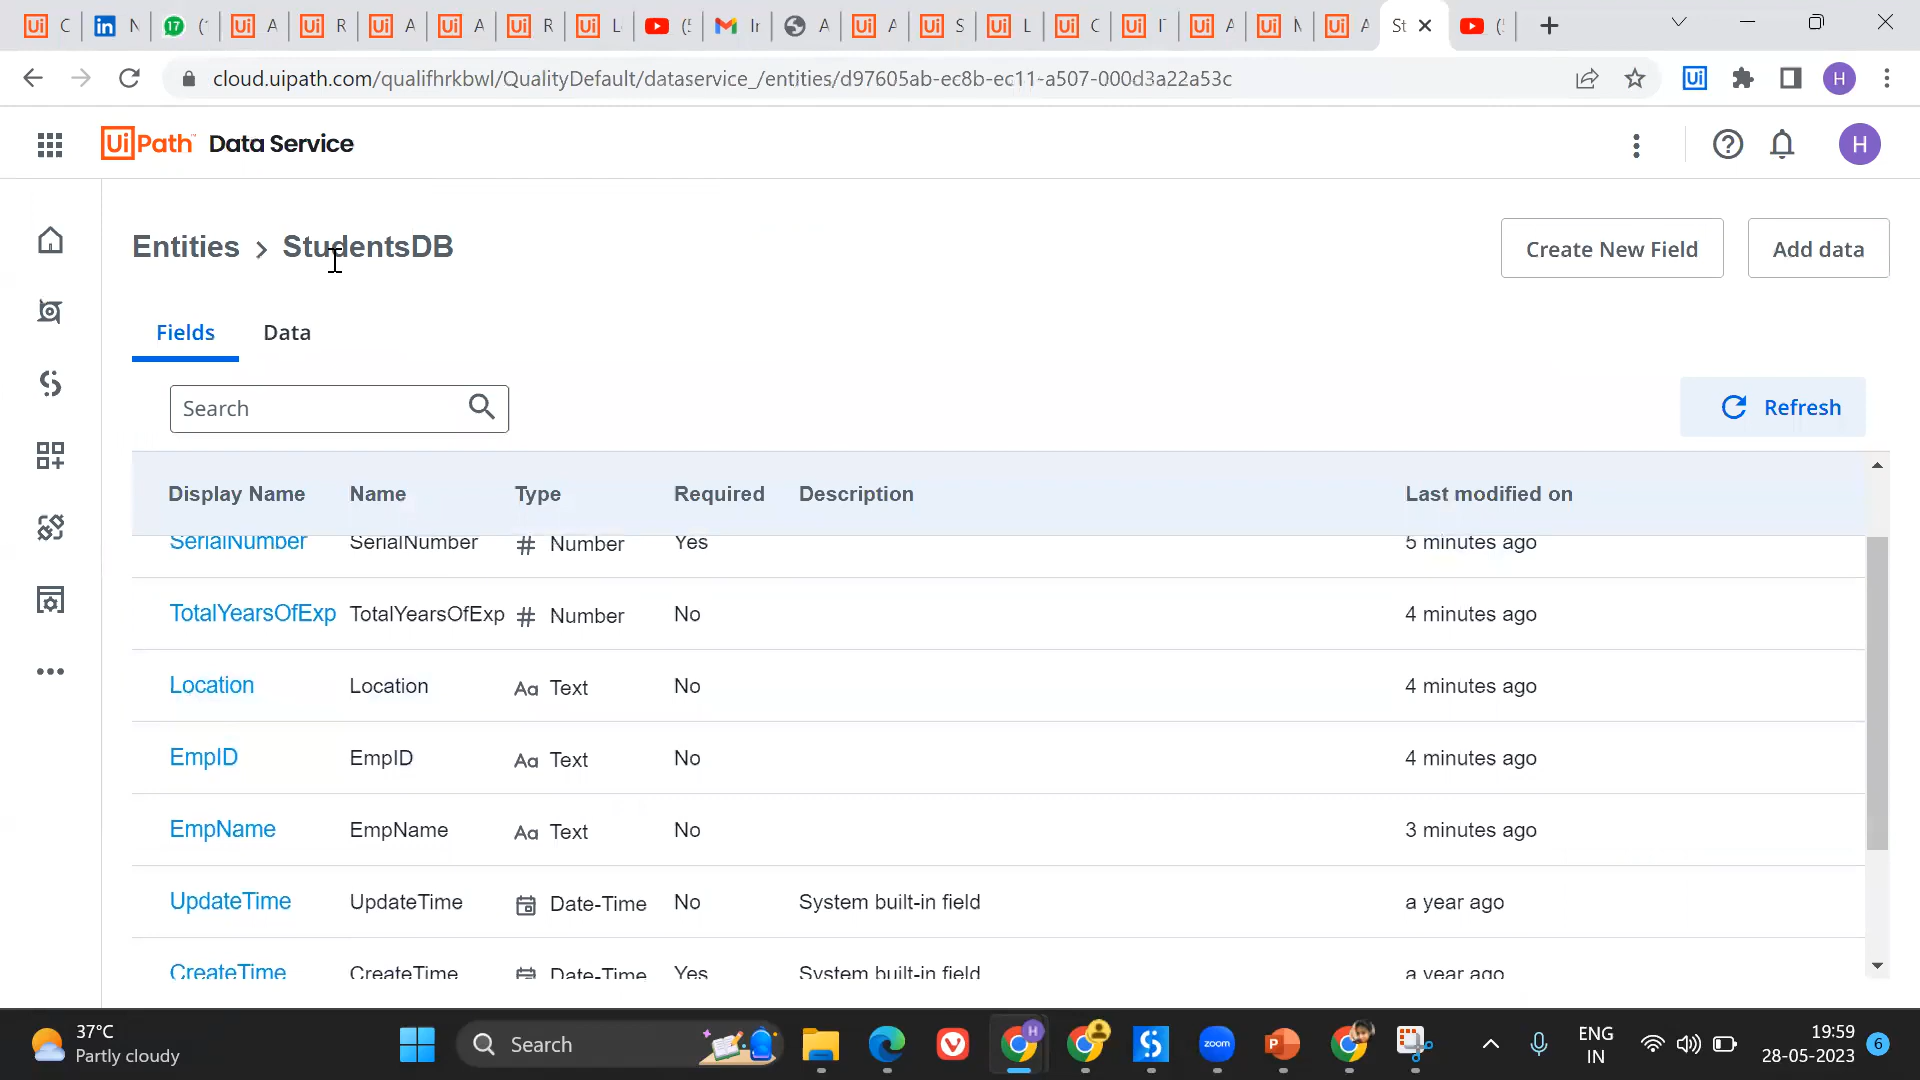 cloud.uipath.com/qualifhrkbwl/QualityDefault/dataservice_/entities/d97605ab-ec8b-ec11-a507-000d3a22a53c
UiPath Data Service
H
Entities > StudentsDB
Create New Field
Add data
Fields Data
Search
Refresh
Display Name Name Type Required Description Last modified on
SerialNumber SerialNumber # Number Yes 5 minutes ago
TotalYearsOfExp TotalYearsOfExp # Number No 4 minutes ago
Location Location Aa Text No 4 minutes ago
EmpID EmpID Aa Text No 4 minutes ago
EmpName EmpName Aa Text No 3 minutes ago
UpdateTime UpdateTime Date-Time No System built-in field a year ago
CreateTime CreateTime Date-Time Yes System built-in field a year ago
37°C
Partly cloudy
Search
zoom
ENG
IN
19:59
28-05-2023
6